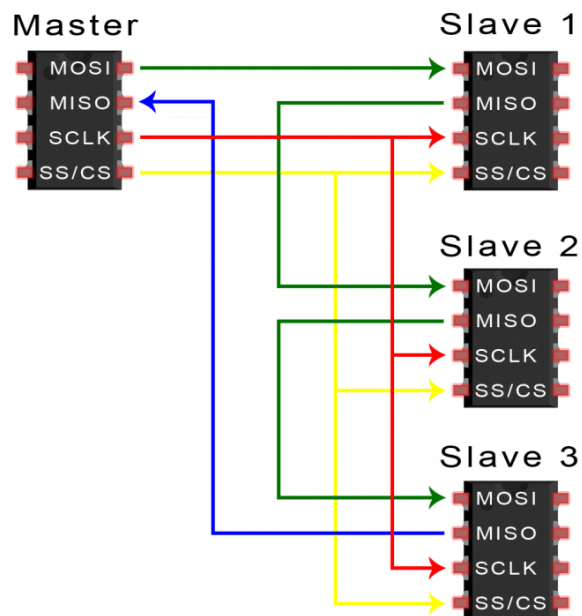 Master
MOSI
MISO
SCLK
SS/CS
Slave 1
MOSI
MISO
SCLK
SS/CS
Slave 2
MOSI
MISO
SCLK
SS/CS
Slave 3
MOSI
MISO
SCLK
SS/CS